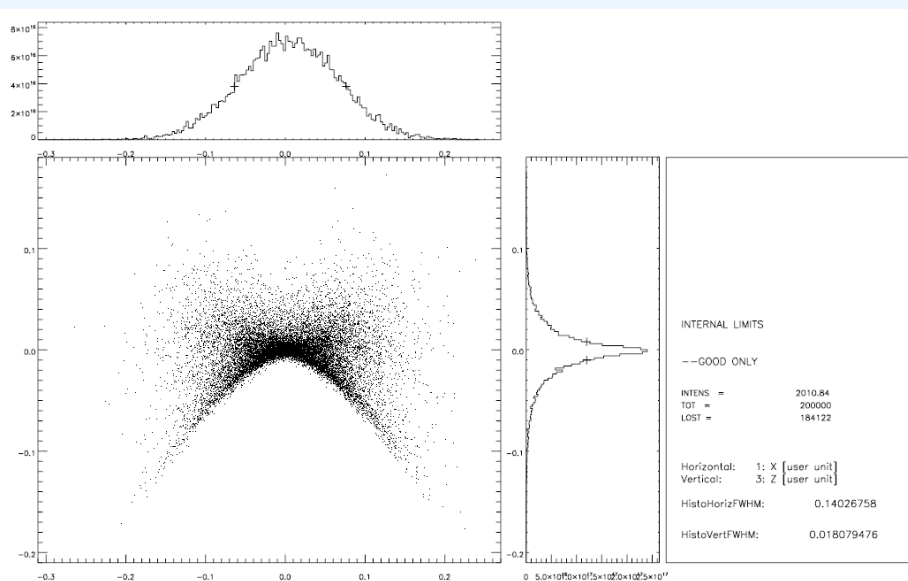 8×10¹⁶
6×10¹⁶
4×10¹⁶
2×10¹⁶
0
-0.3 -0.2 -0.1 0.0 0.1 0.2
0.1
0.0
-0.1
-0.2
-0.3 -0.2 -0.1 0.0 0.1 0.2
0.1
0.0
-0.1
-0.2
0
INTERNAL LIMITS
--GOOD ONLY
INTENS = 2010.84
TOT = 200000
LOST = 184122
Horizontal: 1: X [user unit]
Vertical: 3: Z [user unit]
HistoHorizFWHM: 0.14026758
HistoVertFWHM: 0.018079476